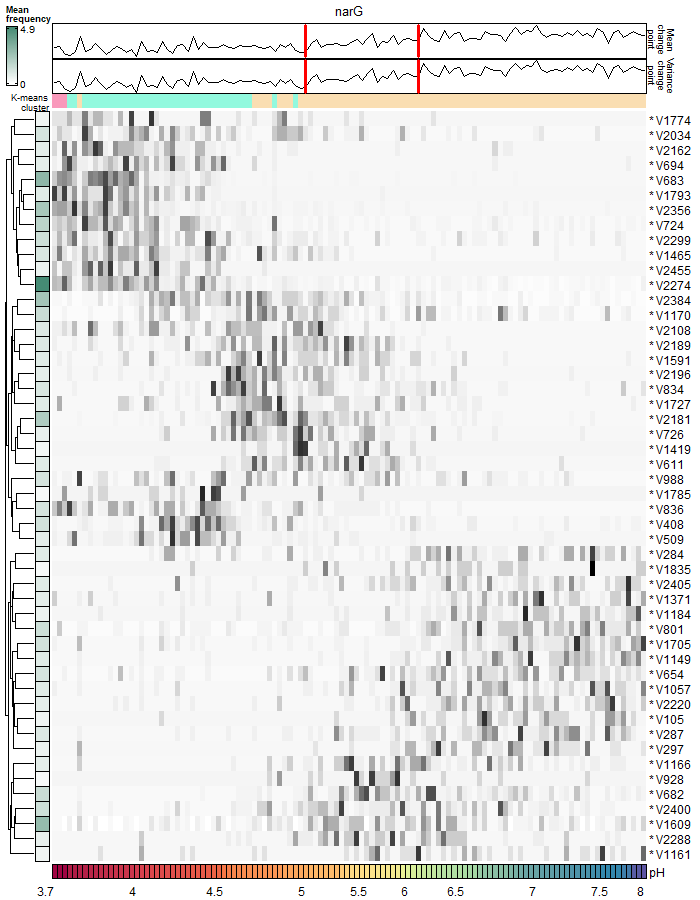 narG
Mean
frequency
4.9
0
Mean
change
point
Variance
change
point
K-means
cluster
* V1774
* V2034
* V2162
* V694
* V683
* V1793
* V2356
* V724
* V2299
* V1465
* V2455
* V2274
* V2384
* V1170
* V2108
* V2189
* V1591
* V2196
* V834
* V1727
* V2181
* V726
* V1419
* V611
* V988
* V1785
* V836
* V408
* V509
* V284
* V1835
* V2405
* V1371
* V1184
* V801
* V1705
* V1149
* V654
* V1057
* V2220
* V105
* V287
* V297
* V1166
* V928
* V682
* V2400
* V1609
* V2288
* V1161
pH
3.7 4 4.5 5 5.5 6 6.5 7 7.5 8